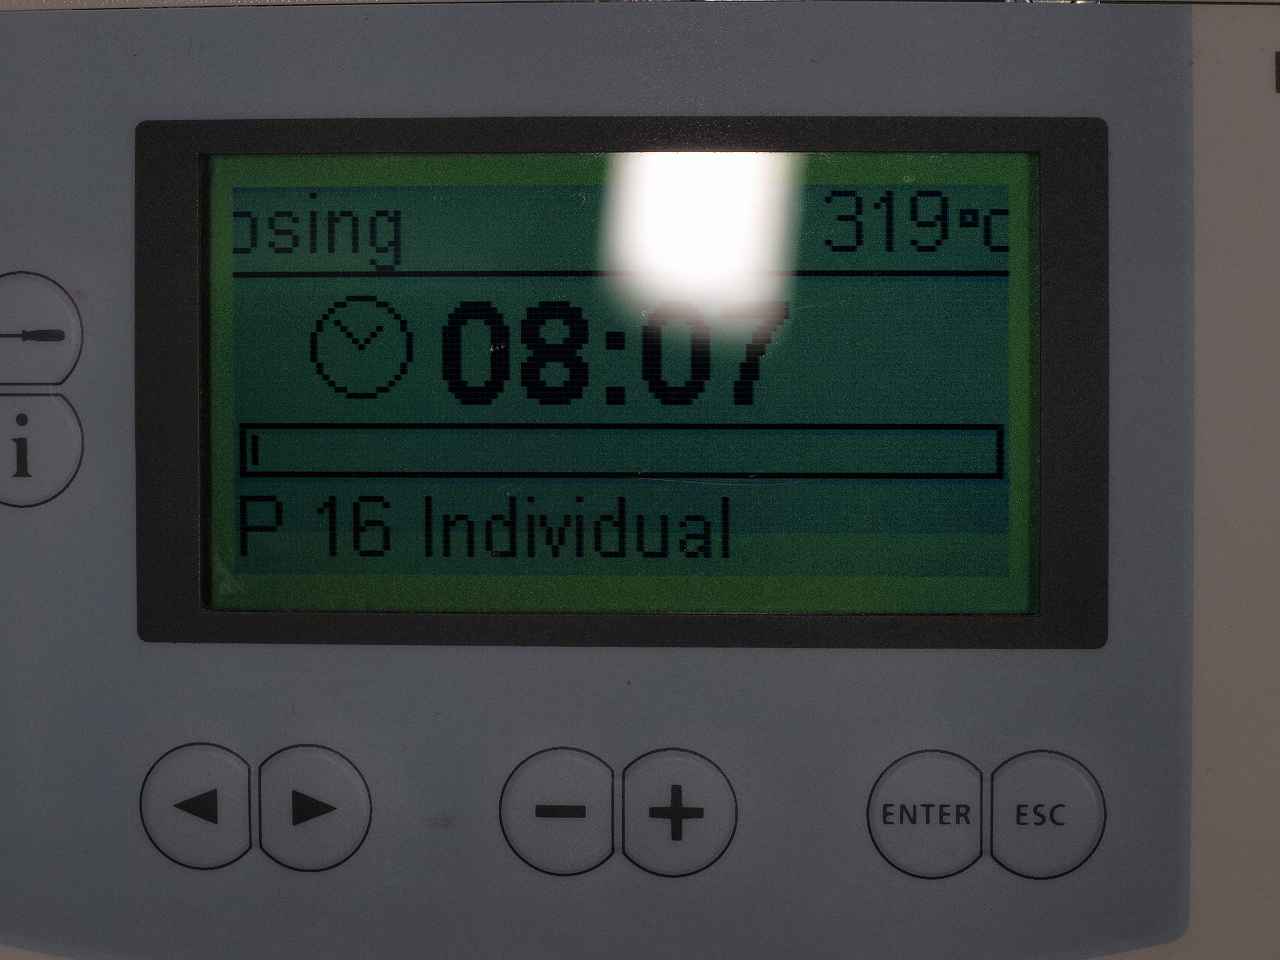 osing 319°C
08:07
P 16 Individual
i
ENTER ESC